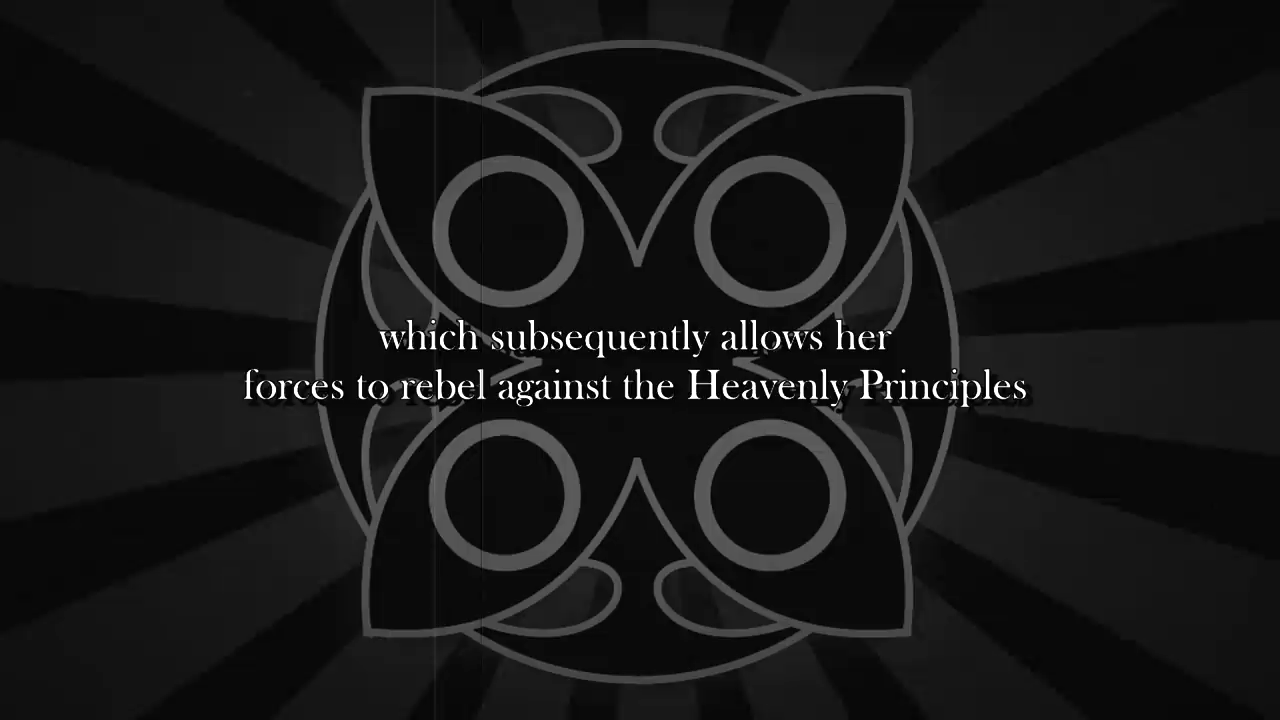 which subsequently allows her
forces to rebel against the Heavenly Principles